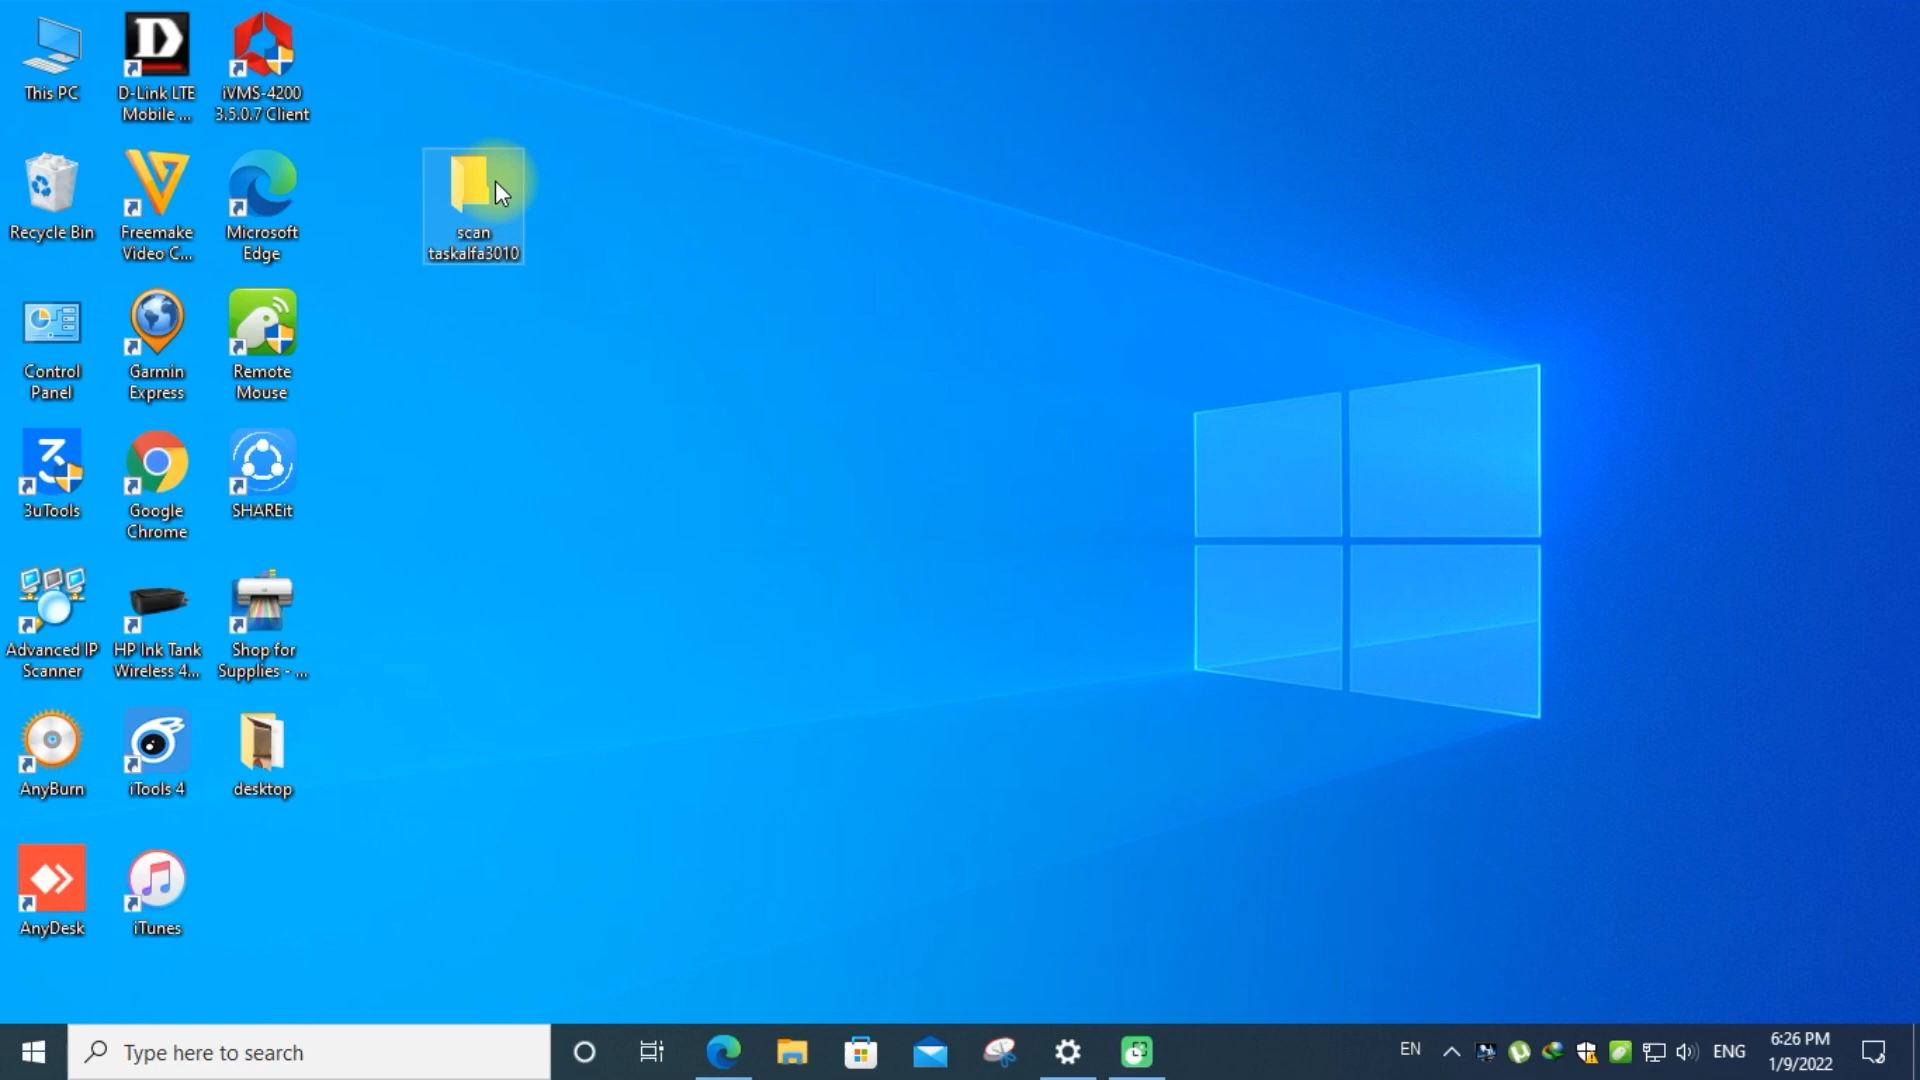 This PC
D-Link LTE
Mobile ...
iVMS-4200
3.5.0.7 Client
Recycle Bin
Freemake
Video C...
Microsoft
Edge
scan
taskalfa3010
Control
Panel
Garmin
Express
Remote
Mouse
3uTools
Google
Chrome
SHAREit
Advanced IP
Scanner
HP Ink Tank
Wireless 4...
Shop for
Supplies - ...
AnyBurn
iTools 4
desktop
AnyDesk
iTunes
Type here to search
EN
ENG
6:26 PM
1/9/2022